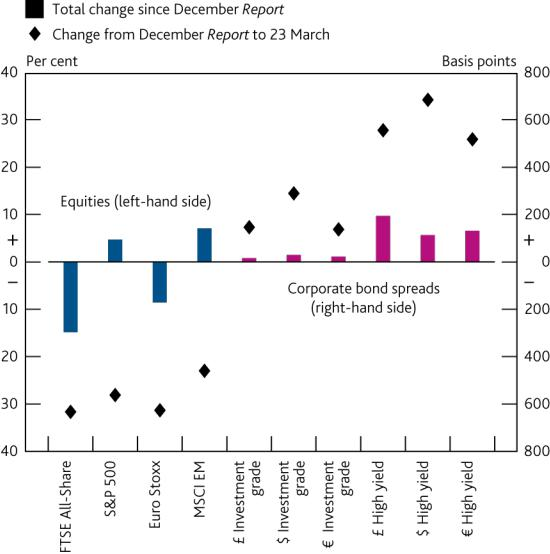 Total change since December Report
Change from December Report to 23 March
Per cent
Basis points
40
30
20
10
+
0
–
10
20
30
40
800
600
400
200
+
0
–
200
400
600
800
Equities (left-hand side)
Corporate bond spreads
(right-hand side)
FTSE All-Share
S&P 500
Euro Stoxx
MSCI EM
£ Investment
grade
$ Investment
grade
€ Investment
grade
£ High yield
$ High yield
€ High yield